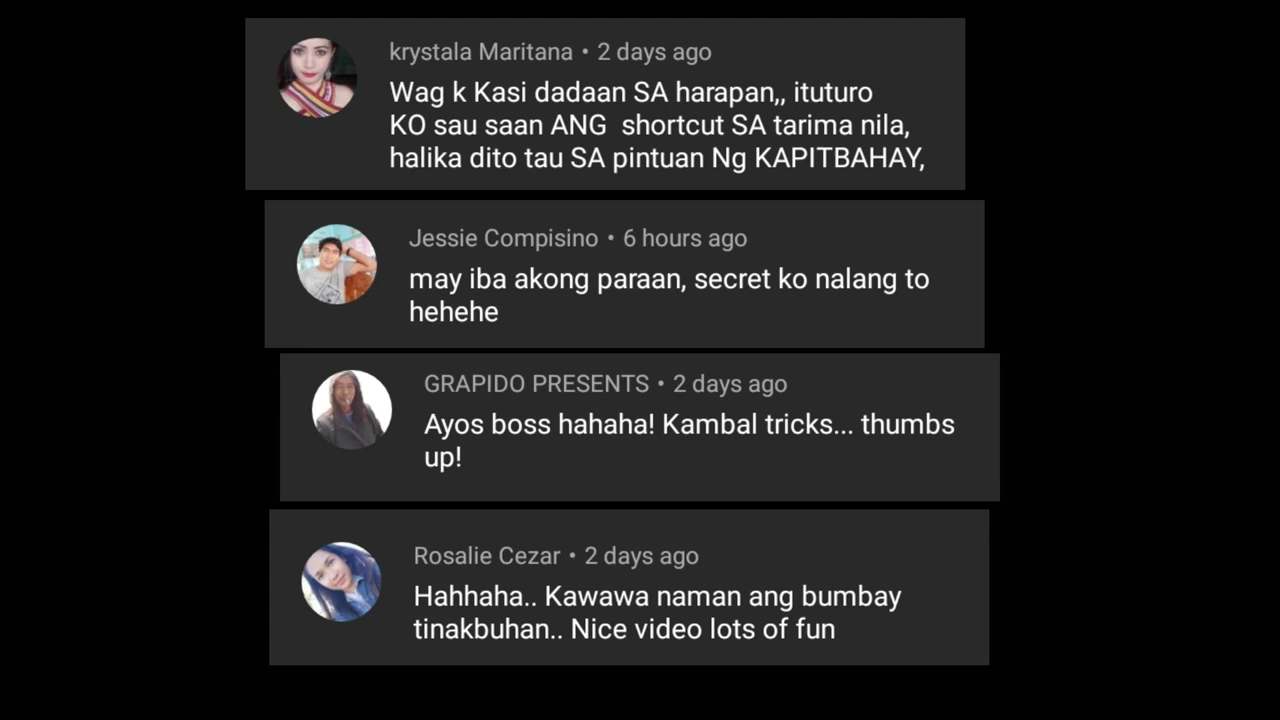 krystala Maritana • 2 days ago
Wag k Kasi dadaan SA harapan,, ituturo
KO sau saan ANG shortcut SA tarima nila,
halika dito tau SA pintuan Ng KAPITBAHAY,
Jessie Compisino • 6 hours ago
may iba akong paraan, secret ko nalang to
hehehe
GRAPIDO PRESENTS • 2 days ago
Ayos boss hahaha! Kambal tricks... thumbs
up!
Rosalie Cezar • 2 days ago
Hahhaha.. Kawawa naman ang bumbay
tinakbuhan.. Nice video lots of fun